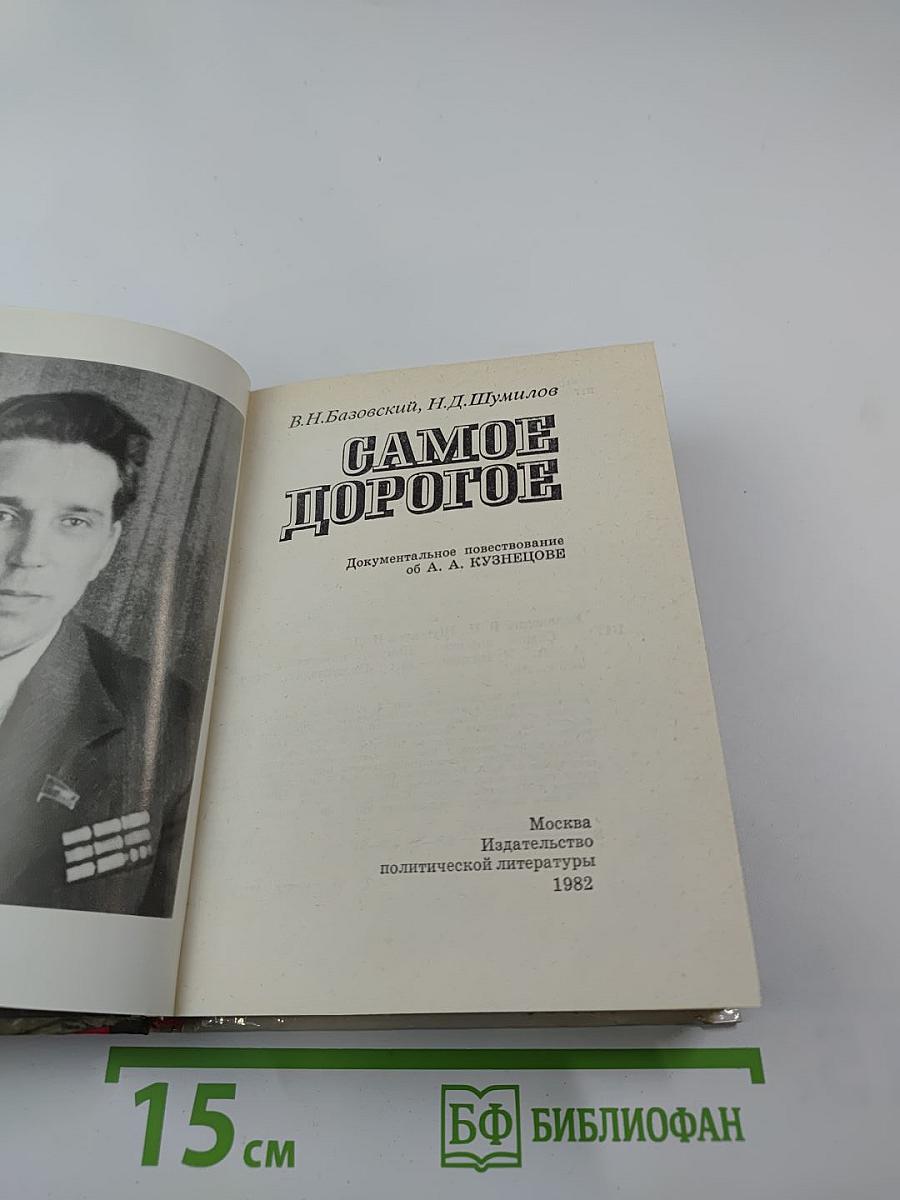 В.Н.Базовский, Н.Д.Шумилов
САМОЕ
ДОРОГОЕ
Документальное повествование
об А. А. КУЗНЕЦОВЕ
Москва
Издательство
политической литературы
1982
15 см
БФ БИБЛИОФАН